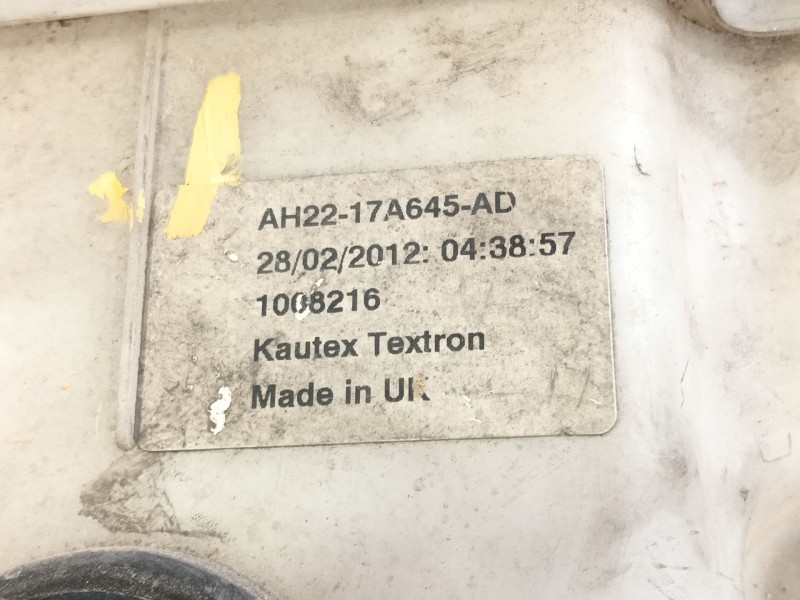 AH22-17A645-AD
28/02/2012: 04:38:57
1008216
Kautex Textron
Made in UK